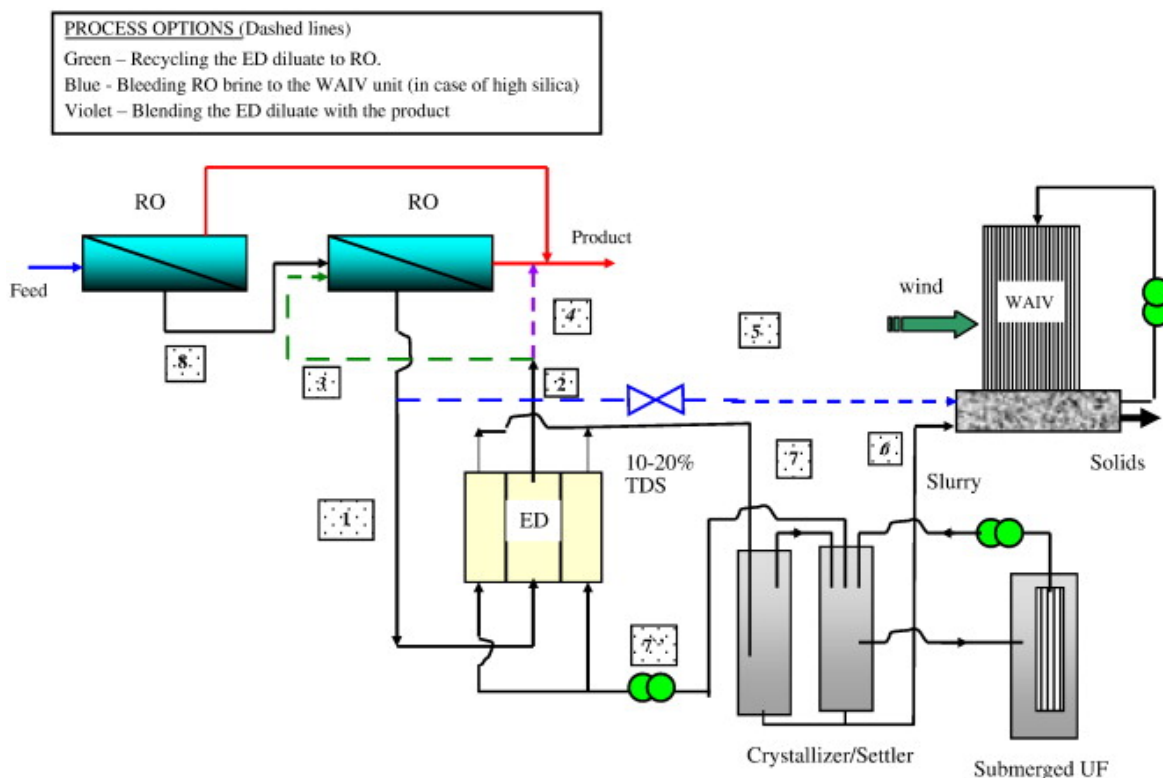 PROCESS OPTIONS (Dashed lines)
Green – Recycling the ED diluate to RO.
Blue - Bleeding RO brine to the WAIV unit (in case of high silica)
Violet – Blending the ED diluate with the product
RO
RO
Product
Feed
wind
WAIV
4
5
8
3
2
10-20%
TDS
7
6
Solids
Slurry
1
ED
7''
Crystallizer/Settler
Submerged UF